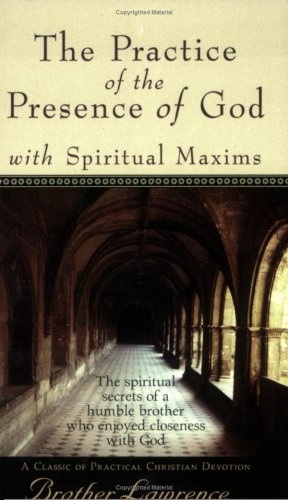 The Practice
of the
Presence of God
with Spiritual Maxims
The spiritual
secrets of a
humble brother
who enjoyed closeness
with God
A Classic of Practical Christian Devotion
Brother Lawrence